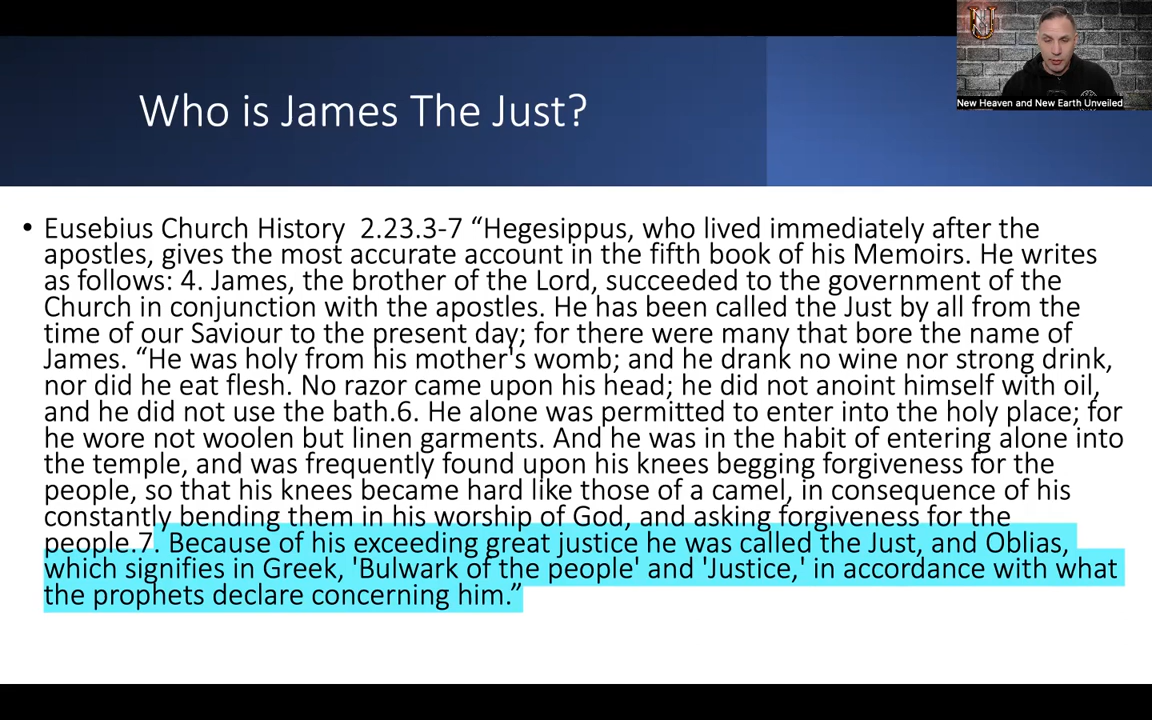 Who is James The Just?
New Heaven and New Earth Unveiled
• Eusebius Church History 2.23.3-7 “Hegesippus, who lived immediately after the
apostles, gives the most accurate account in the fifth book of his Memoirs. He writes
as follows: 4. James, the brother of the Lord, succeeded to the government of the
Church in conjunction with the apostles. He has been called the Just by all from the
time of our Saviour to the present day; for there were many that bore the name of
James. “He was holy from his mother's womb; and he drank no wine nor strong drink,
nor did he eat flesh. No razor came upon his head; he did not anoint himself with oil,
and he did not use the bath.6. He alone was permitted to enter into the holy place; for
he wore not woolen but linen garments. And he was in the habit of entering alone into
the temple, and was frequently found upon his knees begging forgiveness for the
people, so that his knees became hard like those of a camel, in consequence of his
constantly bending them in his worship of God, and asking forgiveness for the
people.7. Because of his exceeding great justice he was called the Just, and Oblias,
which signifies in Greek, 'Bulwark of the people' and 'Justice,' in accordance with what
the prophets declare concerning him.”